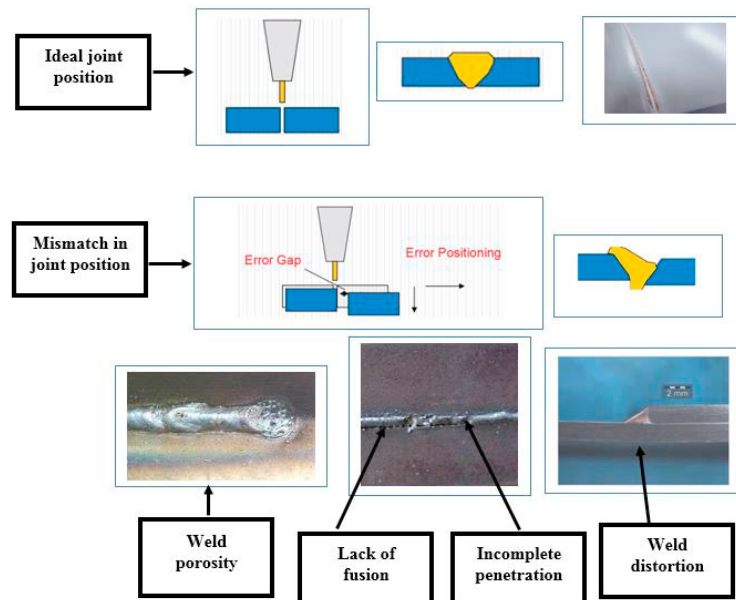 Ideal joint
position
Mismatch in
joint position
Error Gap
Error Positioning
2 mm
Weld
porosity
Lack of
fusion
Incomplete
penetration
Weld
distortion